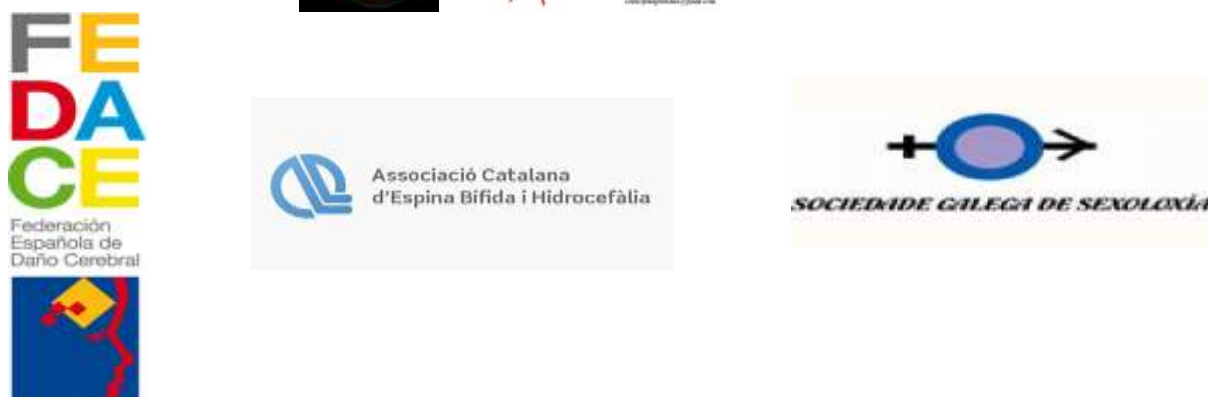 FE
DA
CE
Federación
Española de
Daño Cerebral
Associació Catalana
d'Espina Bífida i Hidrocefàlia
SOCIEDADE GALEGA DE SEXOLOXÍA